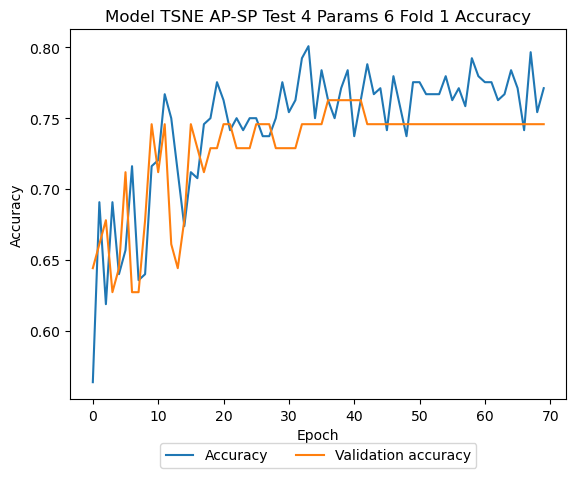 Model TSNE AP-SP Test 4 Params 6 Fold 1 Accuracy
0.80
0.75
0.70
0.65
0.60
Accuracy
0 10 20 30 40 50 60 70
Epoch
Accuracy Validation accuracy